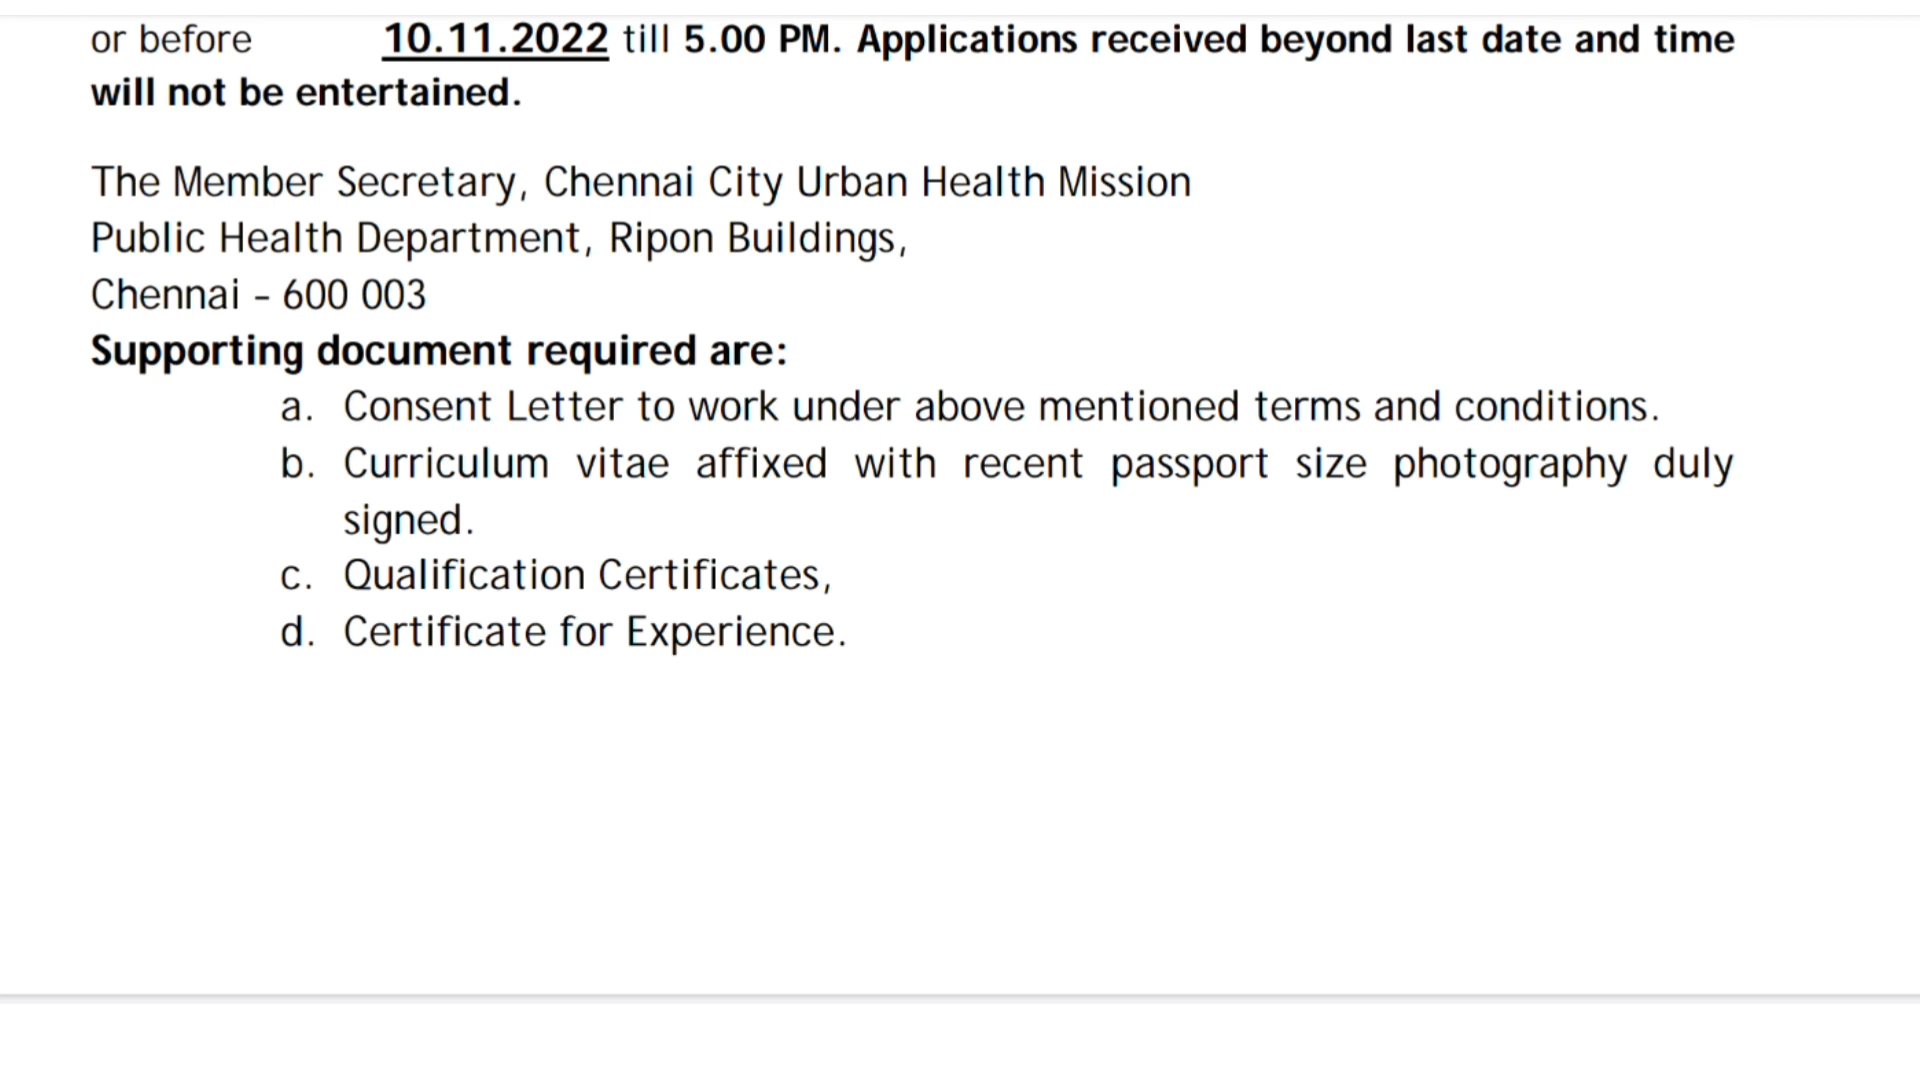 or before 10.11.2022 till 5.00 PM. Applications received beyond last date and time
will not be entertained.
The Member Secretary, Chennai City Urban Health Mission
Public Health Department, Ripon Buildings,
Chennai - 600 003
Supporting document required are:
a. Consent Letter to work under above mentioned terms and conditions.
b. Curriculum vitae affixed with recent passport size photography duly
signed.
c. Qualification Certificates,
d. Certificate for Experience.